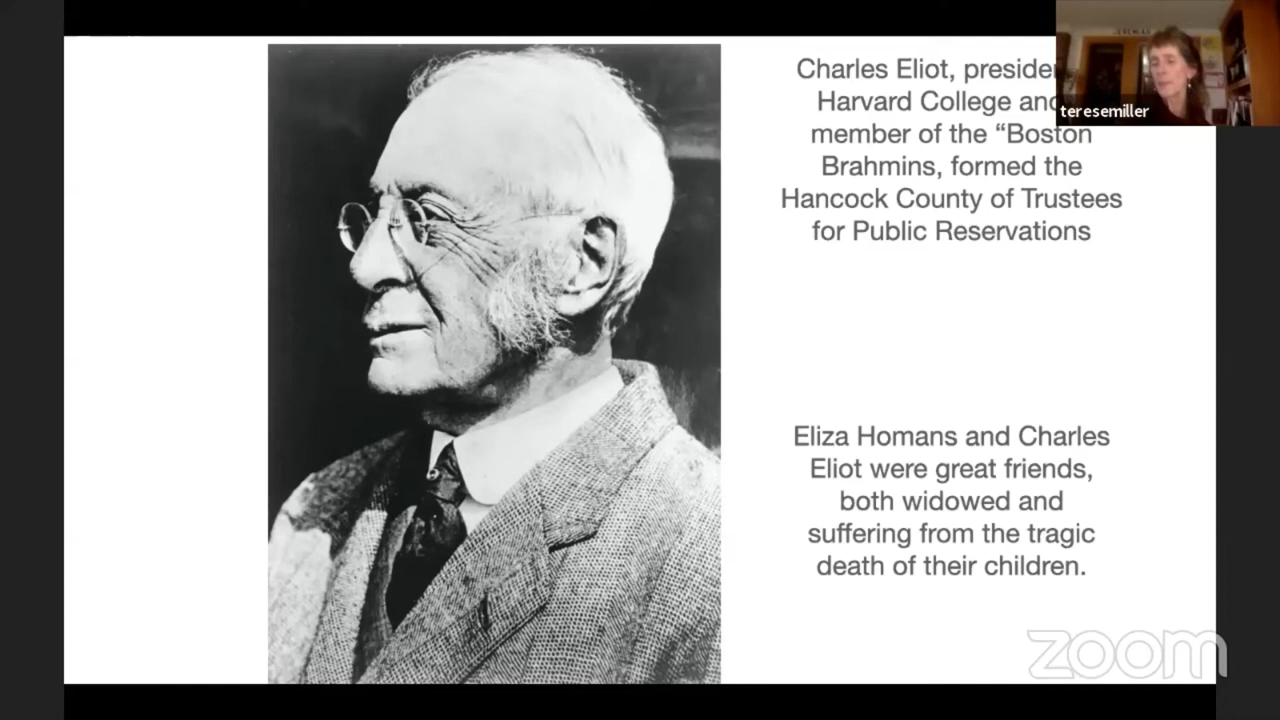 Charles Eliot, presiden
Harvard College and
member of the “Boston
Brahmins, formed the
Hancock County of Trustees
for Public Reservations
JEREMIAH
teresemiller
Eliza Homans and Charles
Eliot were great friends,
both widowed and
suffering from the tragic
death of their children.
zoom